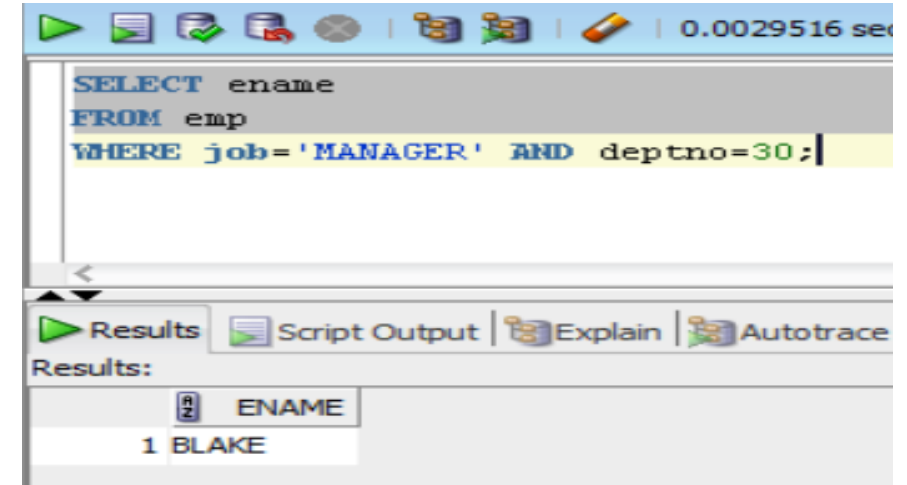 0.0029516 sec
SELECT ename
FROM emp
WHERE job='MANAGER' AND deptno=30;
Results Script Output Explain Autotrace
Results:
ENAME
1 BLAKE